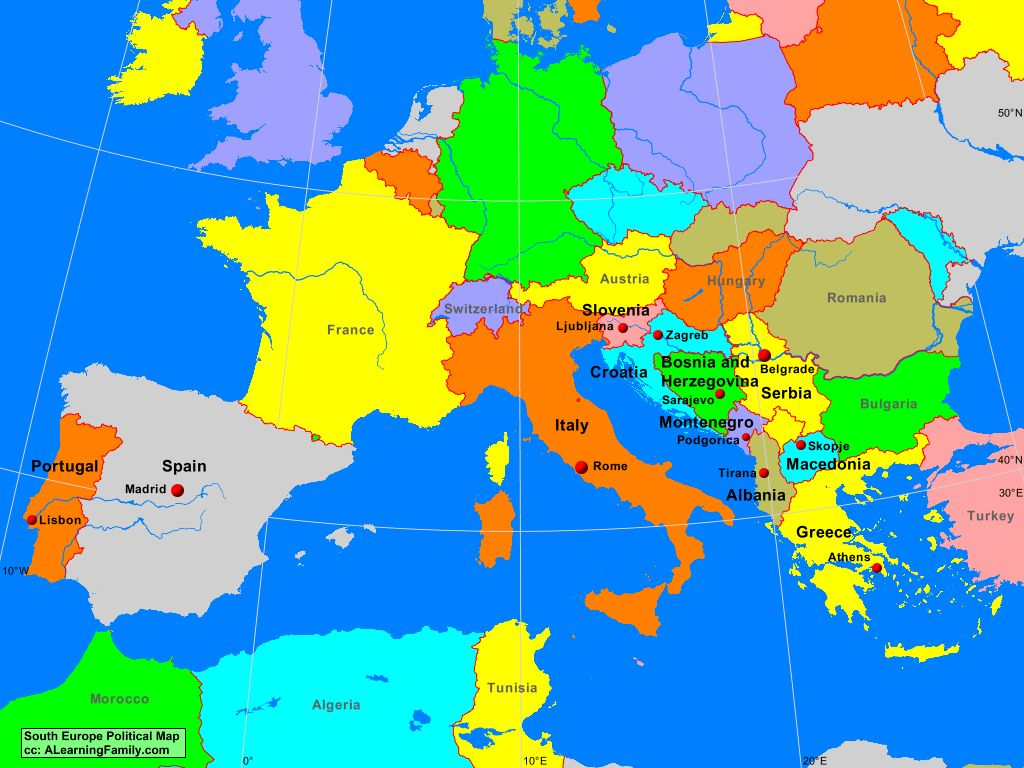 50°N
Austria
Switzerland
Hungary
Romania
Slovenia
Ljubljana
Zagreb
France
Bosnia and
Herzegovina
Croatia
Belgrade
Serbia
Sarajevo
Bulgaria
Montenegro
Italy
Podgorica
Skopje
Macedonia
40°N
Portugal
Spain
Rome
Tirana
Albania
Madrid
30°E
Turkey
Lisbon
Greece
Athens
10°W
Morocco
Algeria
Tunisia
South Europe Political Map
cc: ALearningFamily.com
0°
10°E
20°E